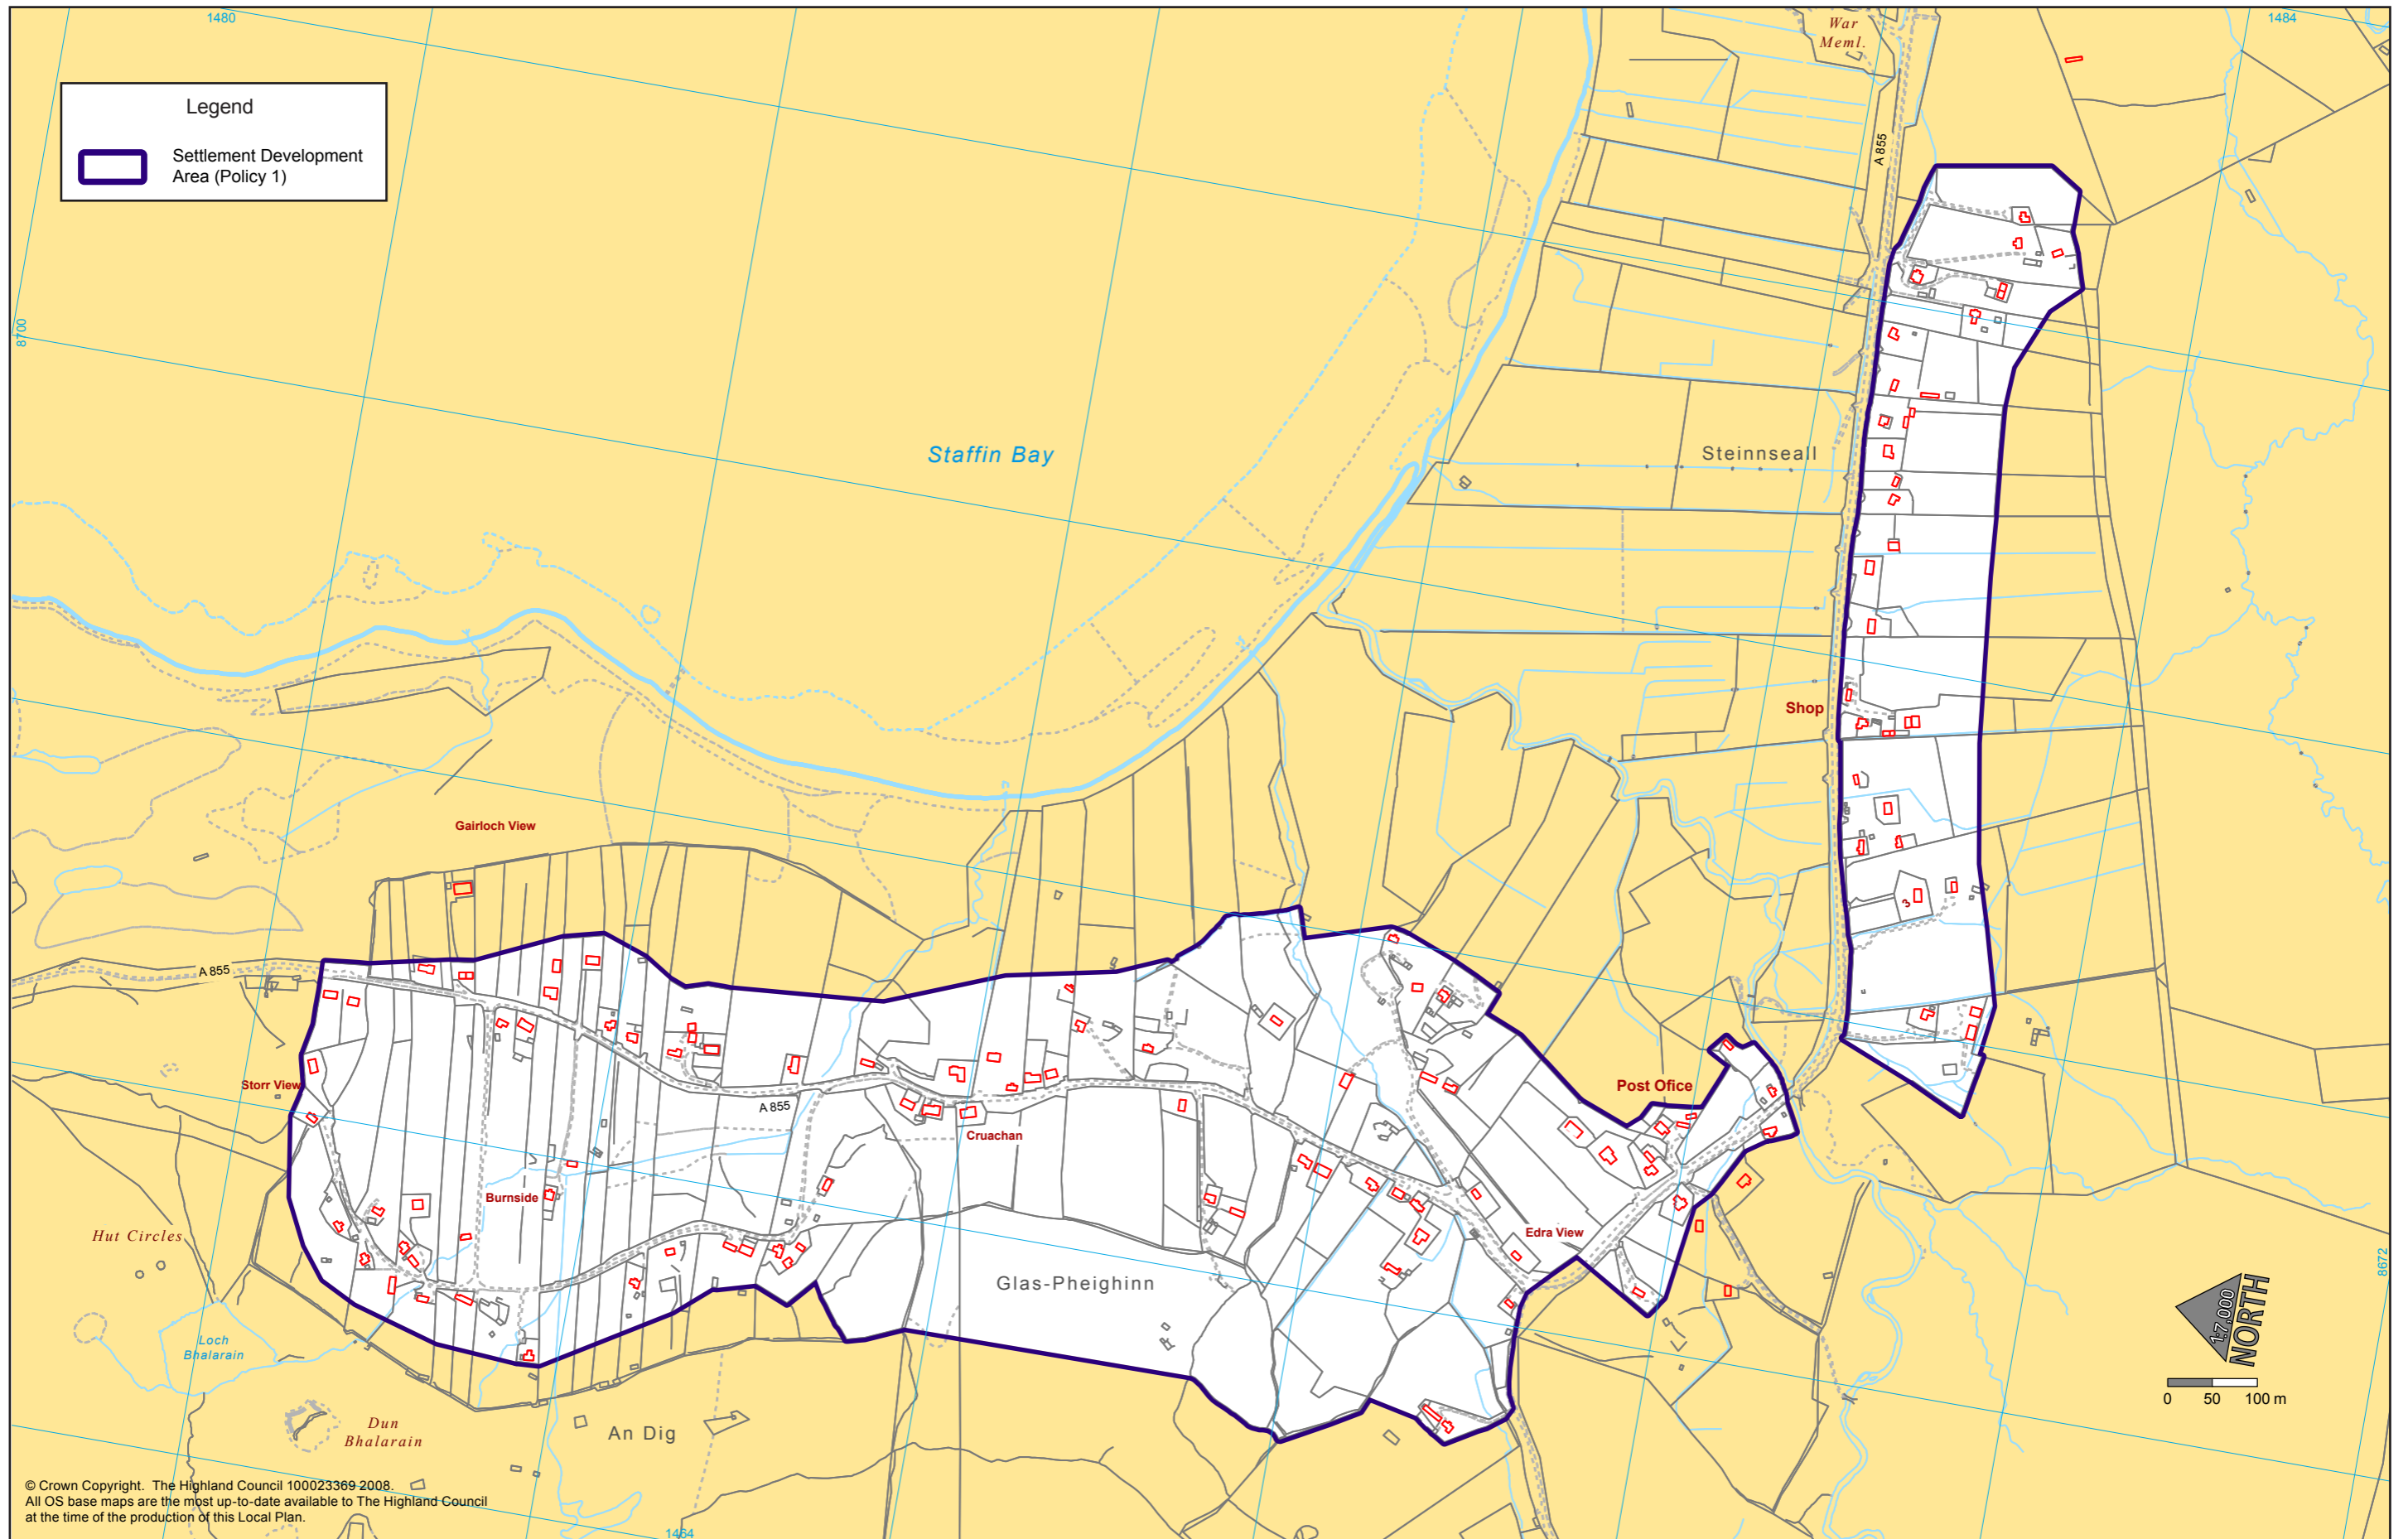 1480
War
Meml.
1484
Legend
Settlement Development
Area (Policy 1)
A 855
8700
Staffin Bay
Steinnseall
Shop
Gairloch View
3
A 855
Storr View
Post Ofice
A 855
Cruachan
Burnside
Edra View
Hut Circles
Glas-Pheighinn
8672
1:7,000
NORTH
Loch
Bhalarain
0 50 100 m
Dun
Bhalarain
An Dig
© Crown Copyright. The Highland Council 100023369 2008.
All OS base maps are the most up-to-date available to The Highland Council
at the time of the production of this Local Plan.
1464